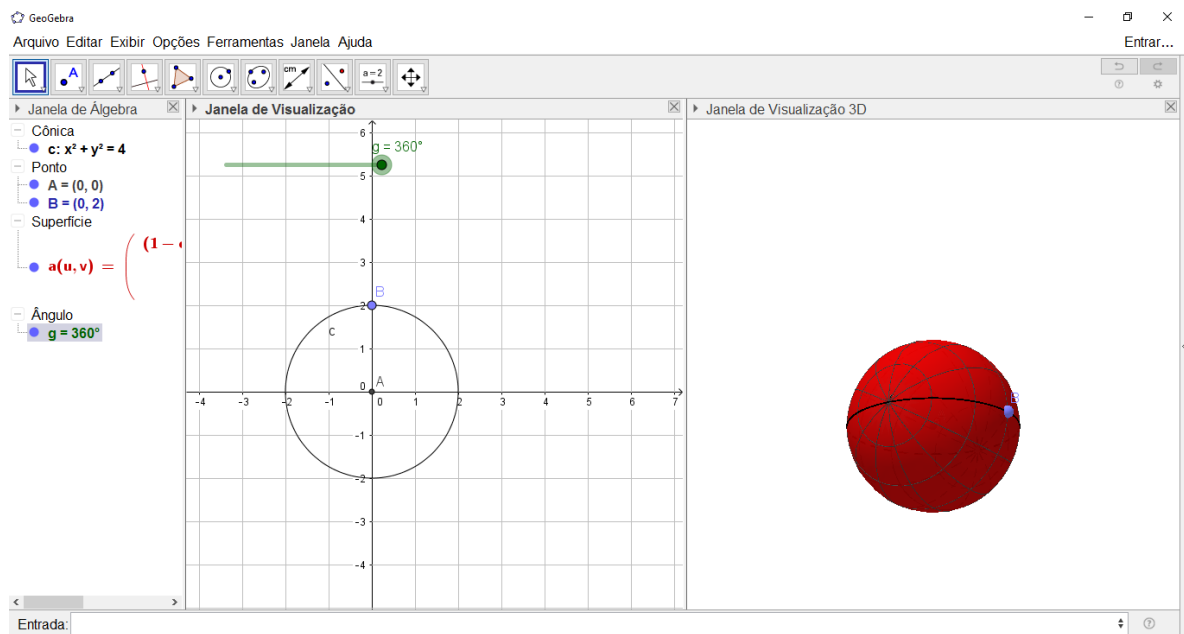 GeoGebra
Arquivo Editar Exibir Opções Ferramentas Janela Ajuda
Entrar...
A
cm
a=2
Janela de Álgebra
Janela de Visualização
Janela de Visualização 3D
Cônica
c: x² + y² = 4
Ponto
A = (0, 0)
B = (0, 2)
Superfície
a(u, v) = ( (1 −
Ângulo
g = 360°
g = 360°
6
5
4
3
2
1
0
-1
-2
-3
-4
-4 -3 -2 -1 0 1 2 3 4 5 6 7
B
c
A
B
Entrada: